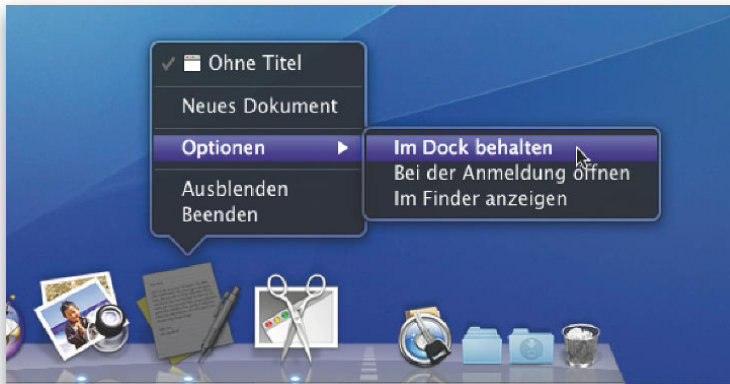 ✓ Ohne Titel
Neues Dokument
Optionen
Im Dock behalten
Bei der Anmeldung öffnen
Im Finder anzeigen
Ausblenden
Beenden